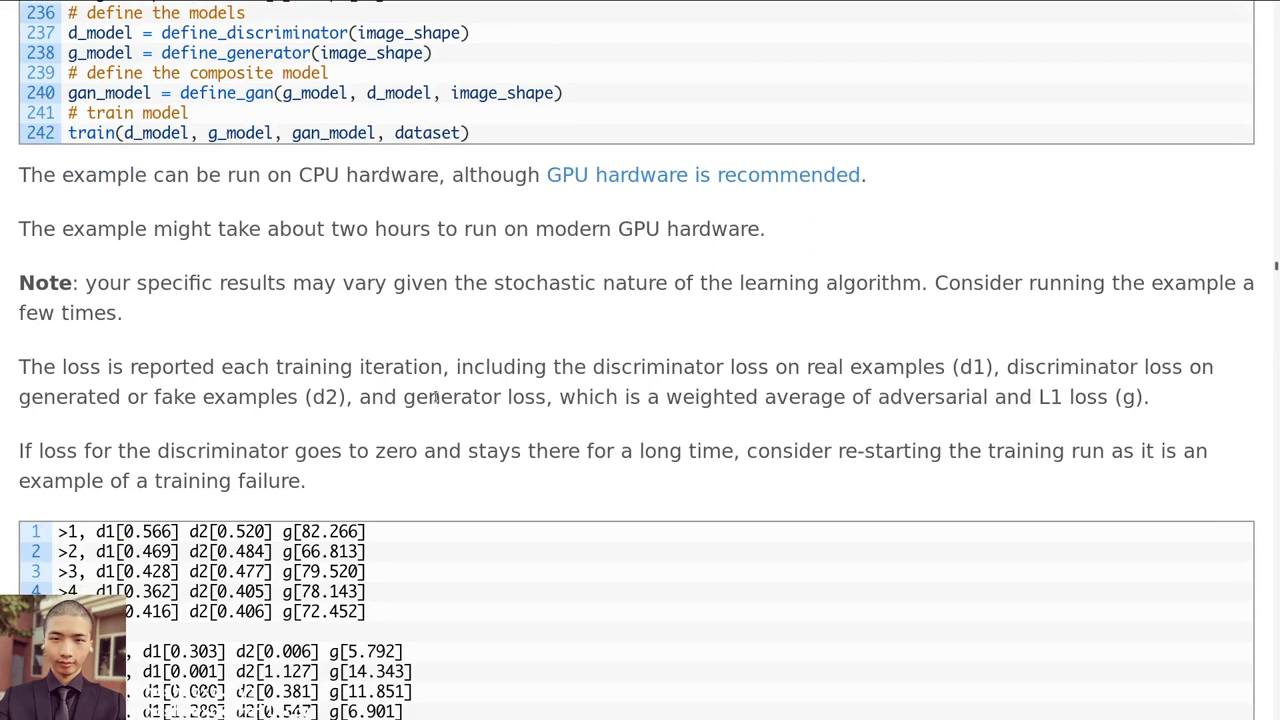 236 # define the models
237 d_model = define_discriminator(image_shape)
238 g_model = define_generator(image_shape)
239 # define the composite model
240 gan_model = define_gan(g_model, d_model, image_shape)
241 # train model
242 train(d_model, g_model, gan_model, dataset)
The example can be run on CPU hardware, although GPU hardware is recommended.
The example might take about two hours to run on modern GPU hardware.
Note: your specific results may vary given the stochastic nature of the learning algorithm. Consider running the example a
few times.
The loss is reported each training iteration, including the discriminator loss on real examples (d1), discriminator loss on
generated or fake examples (d2), and generator loss, which is a weighted average of adversarial and L1 loss (g).
If loss for the discriminator goes to zero and stays there for a long time, consider re-starting the training run as it is an
example of a training failure.
1 >1, d1[0.566] d2[0.520] g[82.266]
2 >2, d1[0.469] d2[0.484] g[66.813]
3 >3, d1[0.428] d2[0.477] g[79.520]
4 >4, d1[0.362] d2[0.405] g[78.143]
0.416] d2[0.406] g[72.452]
, d1[0.303] d2[0.006] g[5.792]
, d1[0.001] d2[1.127] g[14.343]
d2[0.381] g[11.851]
g[6.901]